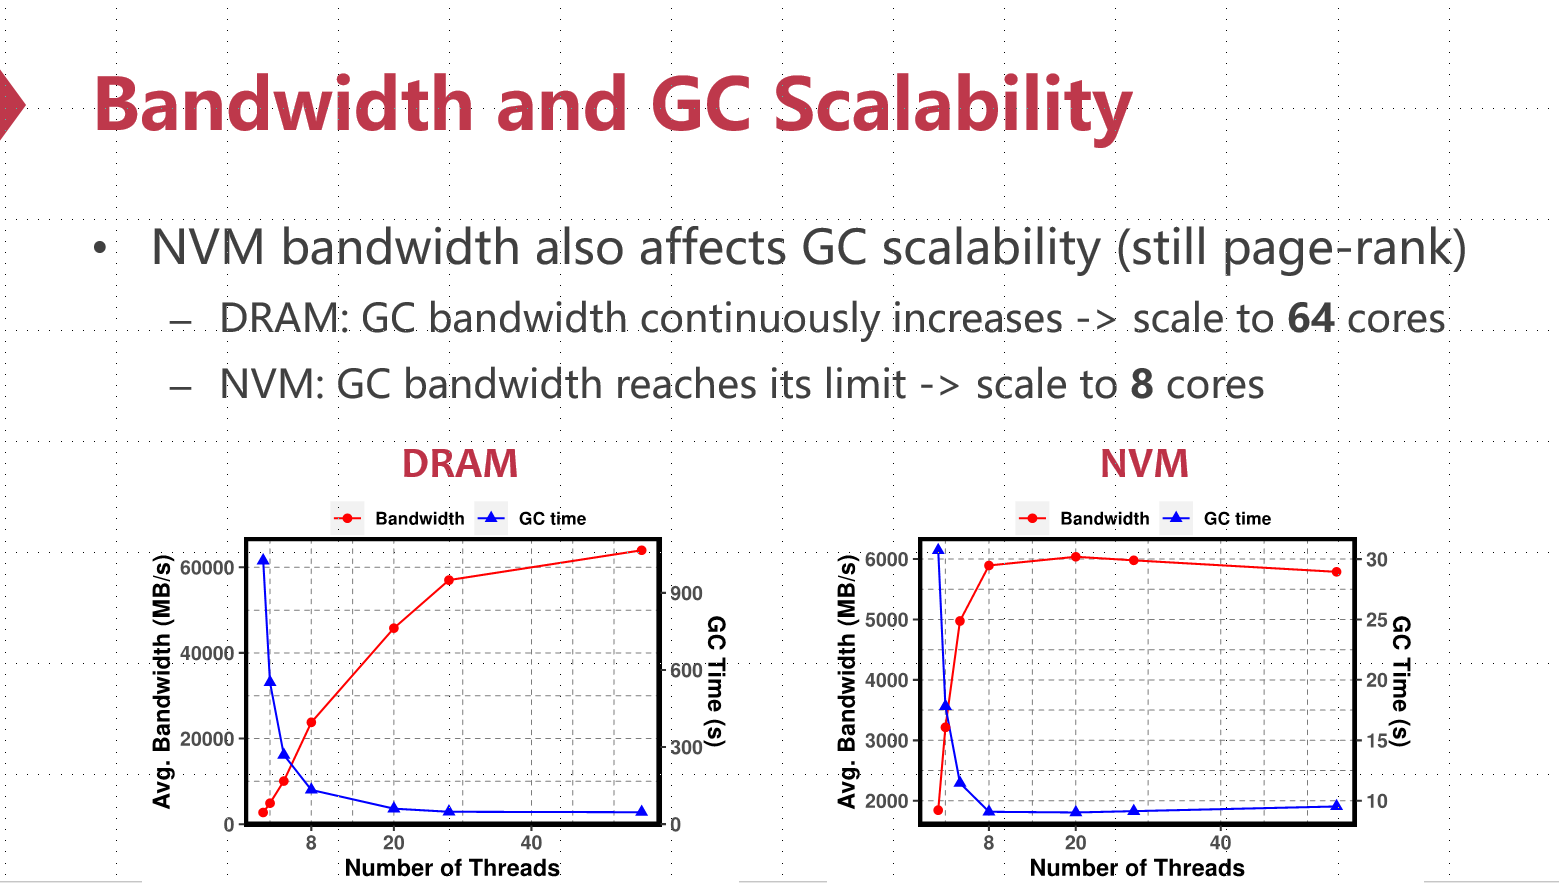 Bandwidth and GC Scalability
• NVM bandwidth also affects GC scalability (still page-rank)
– DRAM: GC bandwidth continuously increases -> scale to 64 cores
– NVM: GC bandwidth reaches its limit -> scale to 8 cores
DRAM
Bandwidth GC time
Avg. Bandwidth (MB/s)
60000
40000
20000
0
900
600
300
0
GC Time (s)
8 20 40
Number of Threads
NVM
Bandwidth GC time
Avg. Bandwidth (MB/s)
6000
5000
4000
3000
2000
30
25
20
15
10
GC Time (s)
8 20 40
Number of Threads